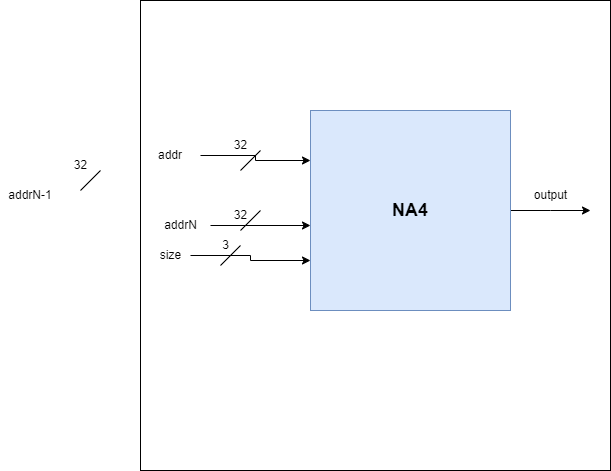 32
addrN-1
addr
32
addrN
32
size
3
NA4
output